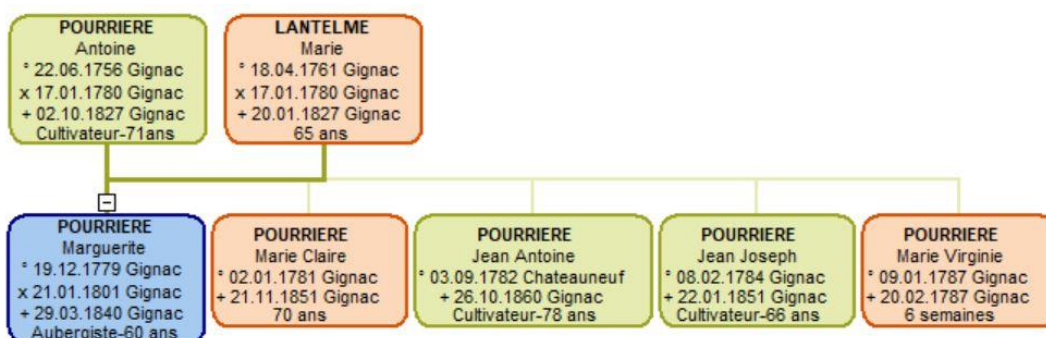 POURRIERE
Antoine
° 22.06.1756 Gignac
x 17.01.1780 Gignac
+ 02.10.1827 Gignac
Cultivateur-71ans
LANTELME
Marie
° 18.04.1761 Gignac
x 17.01.1780 Gignac
+ 20.01.1827 Gignac
65 ans
POURRIERE
Marguerite
° 19.12.1779 Gignac
x 21.01.1801 Gignac
+ 29.03.1840 Gignac
Aubergiste-60 ans
POURRIERE
Marie Claire
° 02.01.1781 Gignac
+ 21.11.1851 Gignac
70 ans
POURRIERE
Jean Antoine
° 03.09.1782 Chateauneuf
+ 26.10.1860 Gignac
Cultivateur-78 ans
POURRIERE
Jean Joseph
° 08.02.1784 Gignac
+ 22.01.1851 Gignac
Cultivateur-66 ans
POURRIERE
Marie Virginie
° 09.01.1787 Gignac
+ 20.02.1787 Gignac
6 semaines